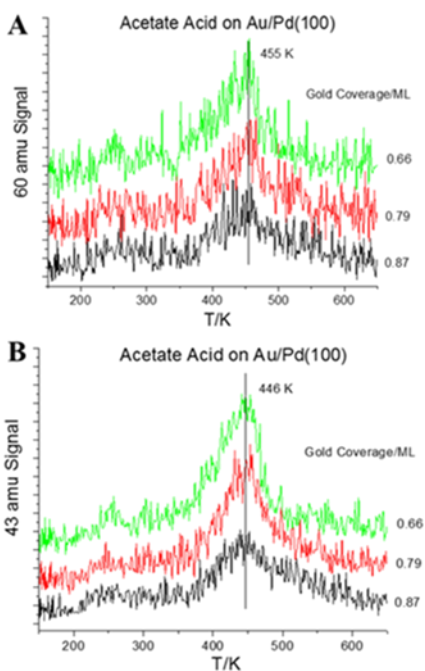 A
Acetate Acid on Au/Pd(100)
455 K
Gold Coverage/ML
60 amu Signal
0.66
0.79
0.87
200 300 400 500 600
T/K
B
Acetate Acid on Au/Pd(100)
446 K
43 amu Signal
Gold Coverage/ML
0.66
0.79
0.87
200 300 400 500 600
T/K